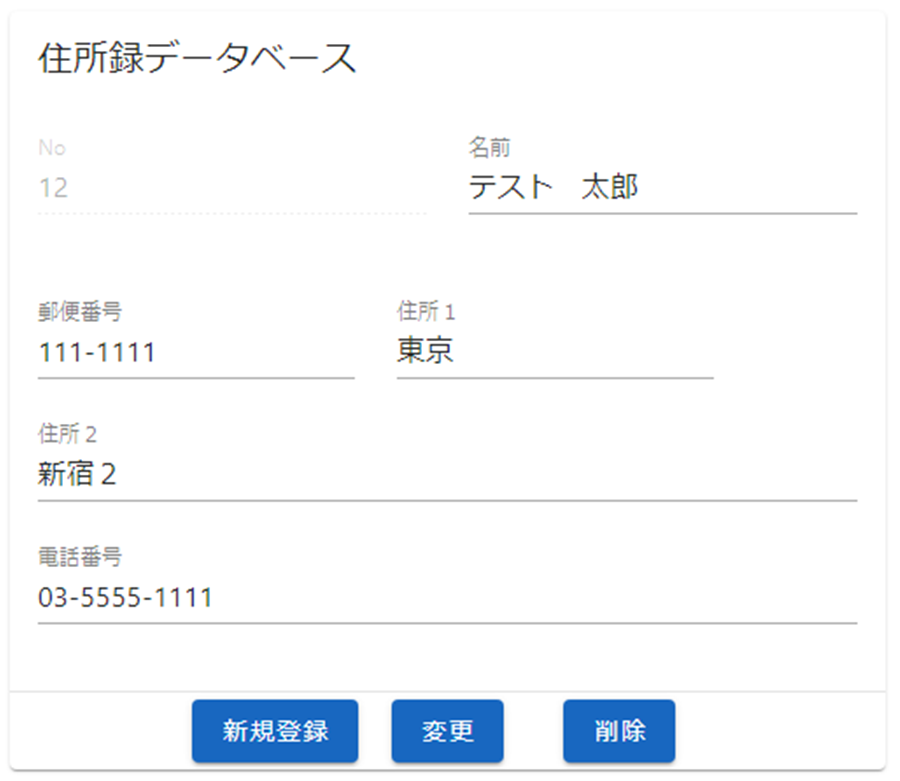 住所録データベース
No 名前
12 テスト　太郎
郵便番号 住所１
111-1111 東京
住所２
新宿２
電話番号
03-5555-1111
新規登録 変更 削除